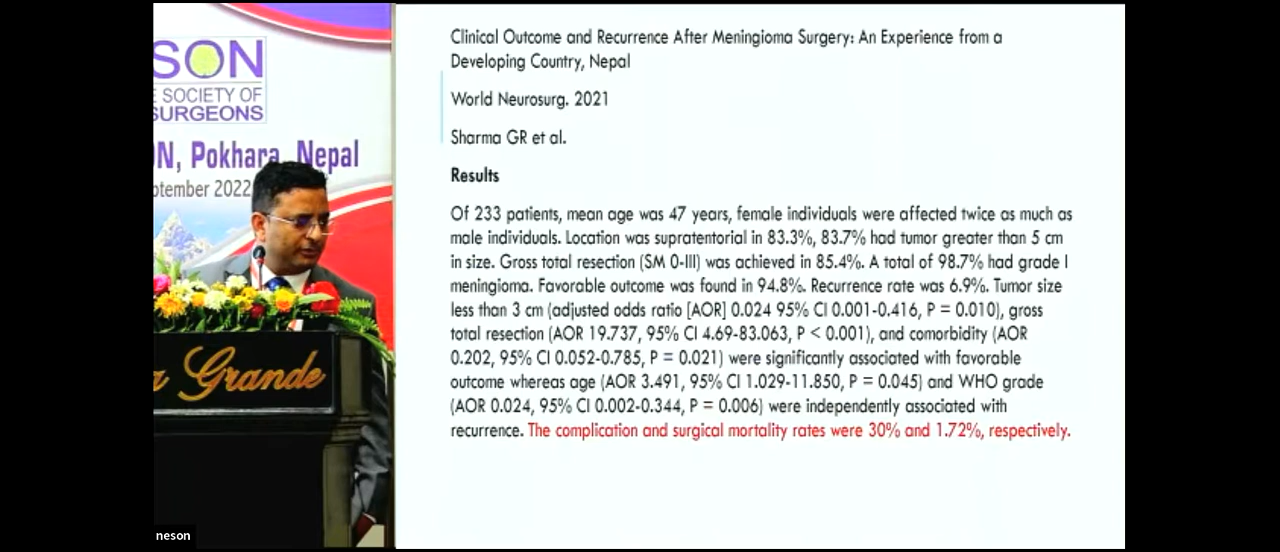 SON
SOCIETY OF
SURGEONS
N, Pokhara, Nepal
ptember 2022
Grande
neson
Clinical Outcome and Recurrence After Meningioma Surgery: An Experience from a
Developing Country, Nepal
World Neurosurg. 2021
Sharma GR et al.
Results
Of 233 patients, mean age was 47 years, female individuals were affected twice as much as
male individuals. Location was supratentorial in 83.3%, 83.7% had tumor greater than 5 cm
in size. Gross total resection (SM 0-III) was achieved in 85.4%. A total of 98.7% had grade I
meningioma. Favorable outcome was found in 94.8%. Recurrence rate was 6.9%. Tumor size
less than 3 cm (adjusted odds ratio [AOR] 0.024 95% CI 0.001-0.416, P = 0.010), gross
total resection (AOR 19.737, 95% CI 4.69-83.063, P < 0.001), and comorbidity (AOR
0.202, 95% CI 0.052-0.785, P = 0.021) were significantly associated with favorable
outcome whereas age (AOR 3.491, 95% CI 1.029-11.850, P = 0.045) and WHO grade
(AOR 0.024, 95% CI 0.002-0.344, P = 0.006) were independently associated with
recurrence. The complication and surgical mortality rates were 30% and 1.72%, respectively.